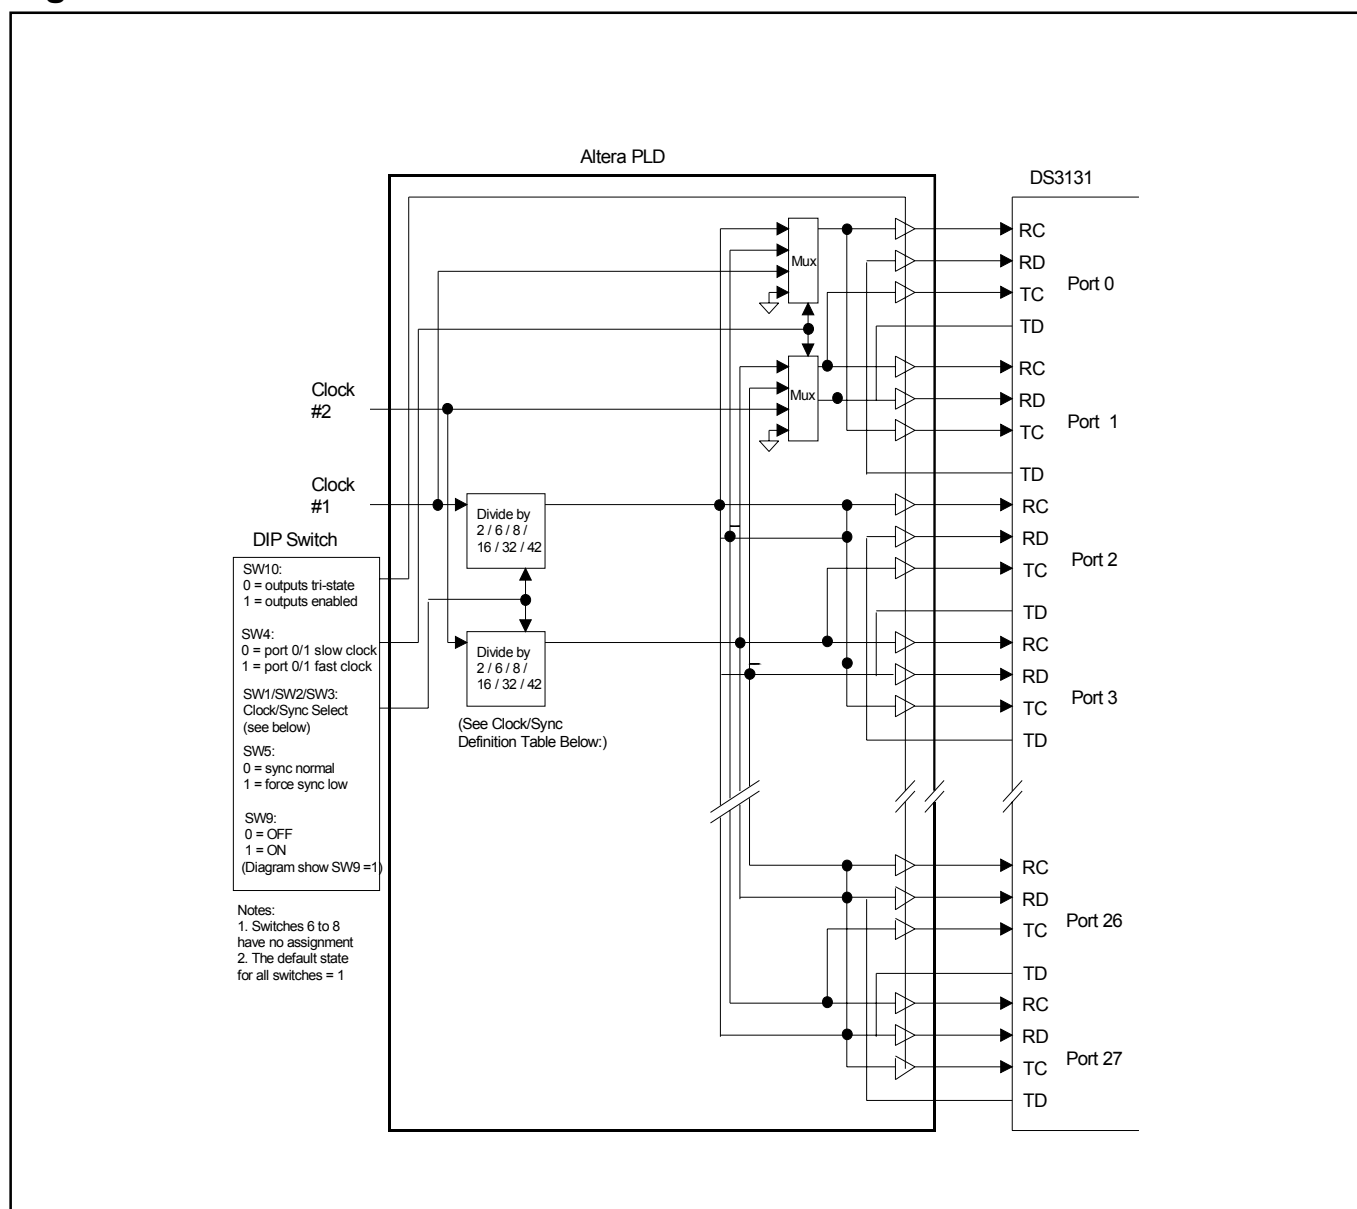 Altera PLD
DS3131
RC
RD
Port 0
TC
TD
Mux
RC
RD
Port 1
TC
TD
Mux
Clock
#2
Clock
#1
Divide by
2 / 6 / 8 /
16 / 32 / 42
Divide by
2 / 6 / 8 /
16 / 32 / 42
(See Clock/Sync
Definition Table Below:)
RC
RD
Port 2
TC
TD
RC
RD
Port 3
TC
TD
DIP Switch
SW10:
0 = outputs tri-state
1 = outputs enabled
SW4:
0 = port 0/1 slow clock
1 = port 0/1 fast clock
SW1/SW2/SW3:
Clock/Sync Select
(see below)
SW5:
0 = sync normal
1 = force sync low
SW9:
0 = OFF
1 = ON
(Diagram show SW9 =1)
Notes:
1. Switches 6 to 8
have no assignment
2. The default state
for all switches = 1
RC
RD
Port 26
TC
TD
RC
RD
Port 27
TC
TD